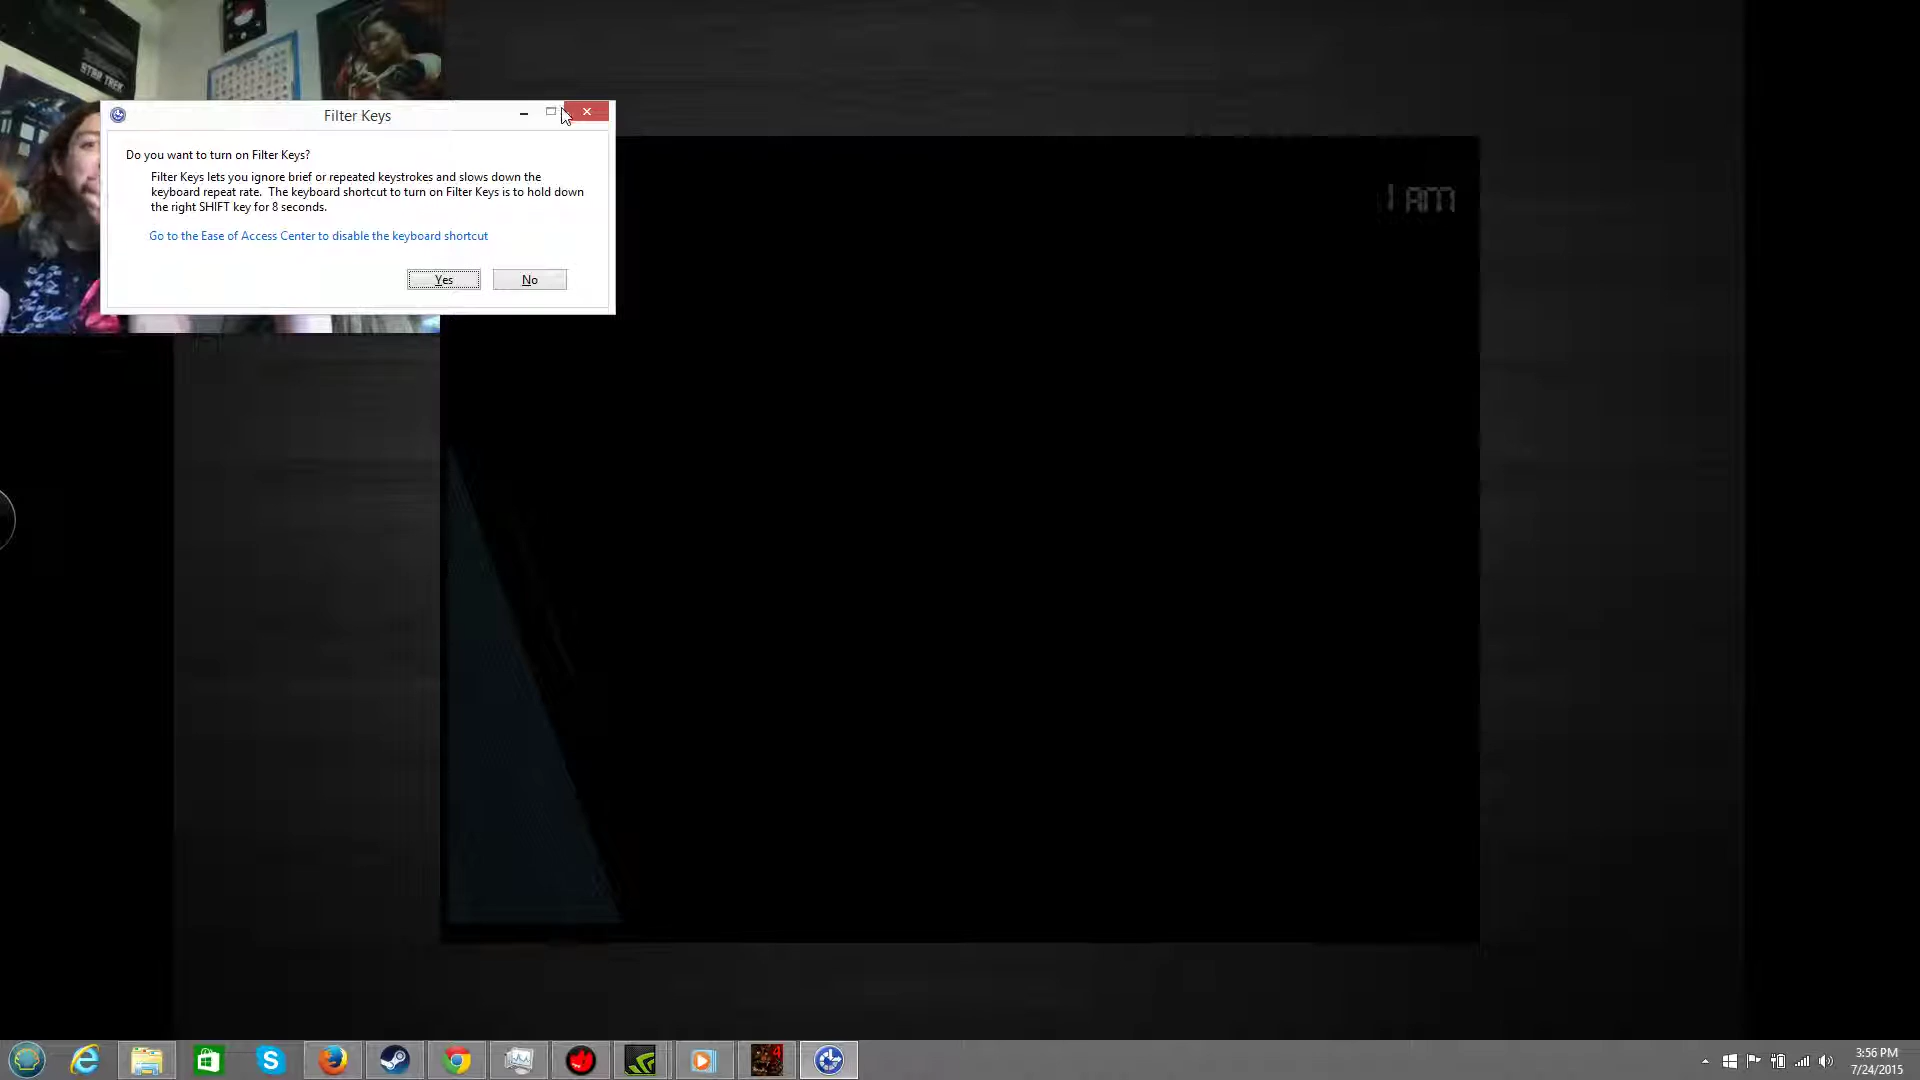 STAR TREK
Filter Keys
Do you want to turn on Filter Keys?
Filter Keys lets you ignore brief or repeated keystrokes and slows down the
keyboard repeat rate.  The keyboard shortcut to turn on Filter Keys is to hold down
the right SHIFT key for 8 seconds.
Go to the Ease of Access Center to disable the keyboard shortcut
Yes
No
1 AM
4
3:56 PM
7/24/2015